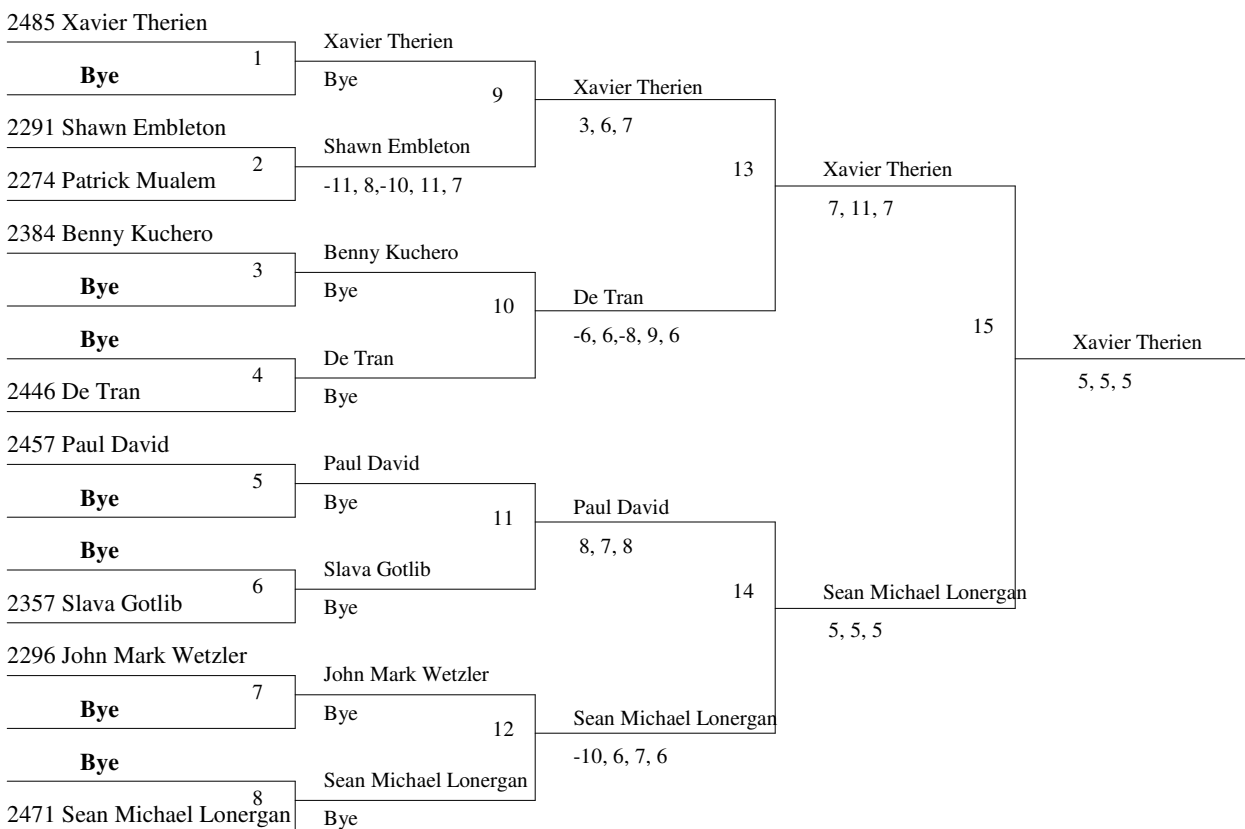 2485 Xavier Therien
Bye
1
2291 Shawn Embleton
2274 Patrick Mualem
2
2384 Benny Kuchero
Bye
3
Bye
2446 De Tran
4
2457 Paul David
Bye
5
Bye
2357 Slava Gotlib
6
2296 John Mark Wetzler
Bye
7
Bye
2471 Sean Michael Lonergan
8
Xavier Therien
Bye
9
Shawn Embleton
-11, 8,-10, 11, 7
Benny Kuchero
Bye
10
De Tran
Bye
Paul David
Bye
11
Slava Gotlib
Bye
John Mark Wetzler
Bye
12
Sean Michael Lonergan
Bye
Xavier Therien
3, 6, 7
13
De Tran
-6, 6,-8, 9, 6
Paul David
8, 7, 8
14
Sean Michael Lonergan
-10, 6, 7, 6
Xavier Therien
7, 11, 7
15
Sean Michael Lonergan
5, 5, 5
Xavier Therien
5, 5, 5